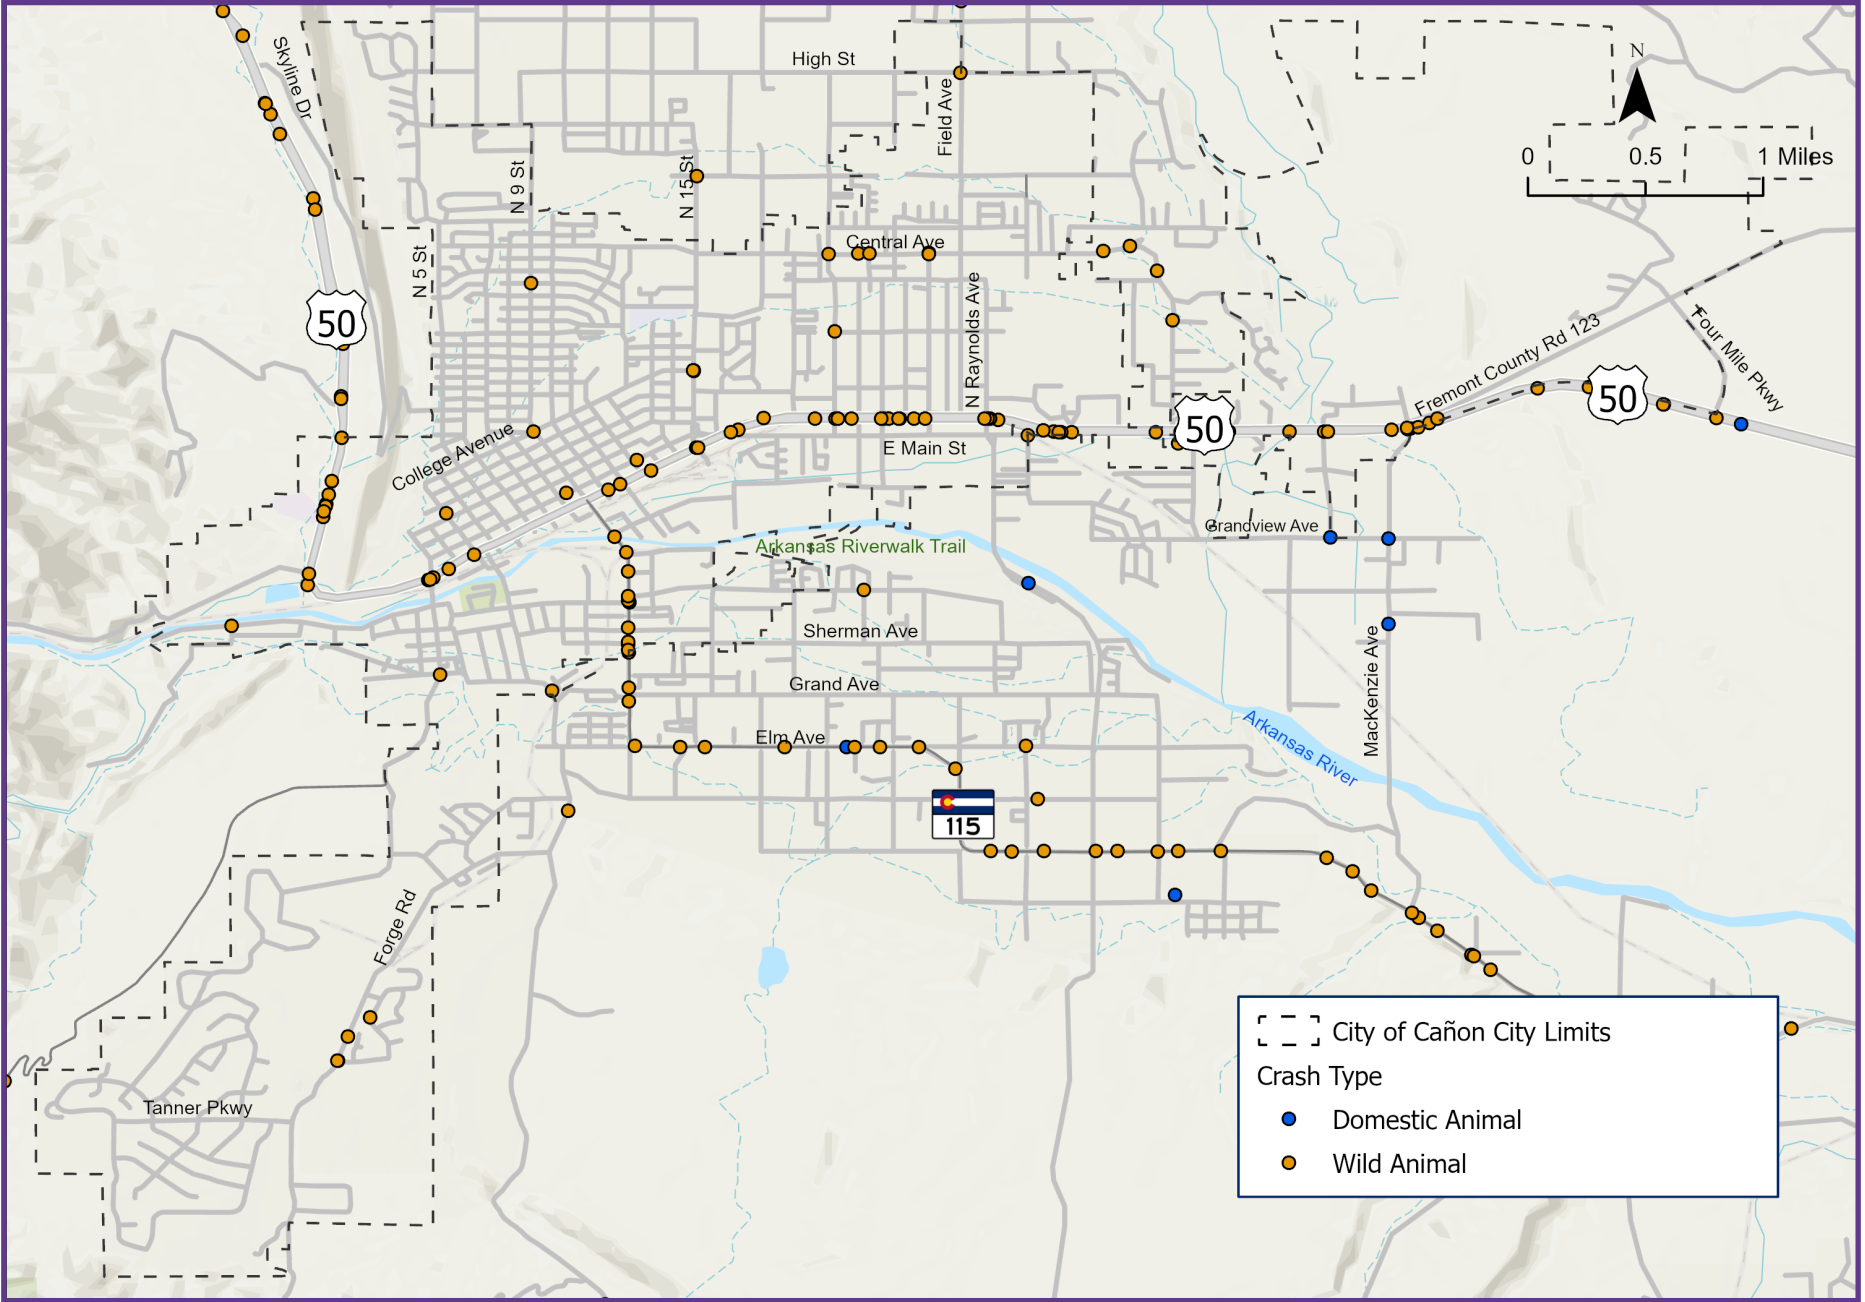 Skyline Dr
High St
Field Ave
N
0 0.5 1 Miles
N 9 St
N 15 St
N 5 St
Central Ave
N Raynolds Ave
50
Fremont County Rd 123
Four Mile Pkwy
50
50
College Avenue
E Main St
Grandview Ave
Arkansas Riverwalk Trail
Sherman Ave
MacKenzie Ave
Grand Ave
Elm Ave
Arkansas River
115
Forge Rd
Tanner Pkwy
City of Cañon City Limits
Crash Type
Domestic Animal
Wild Animal